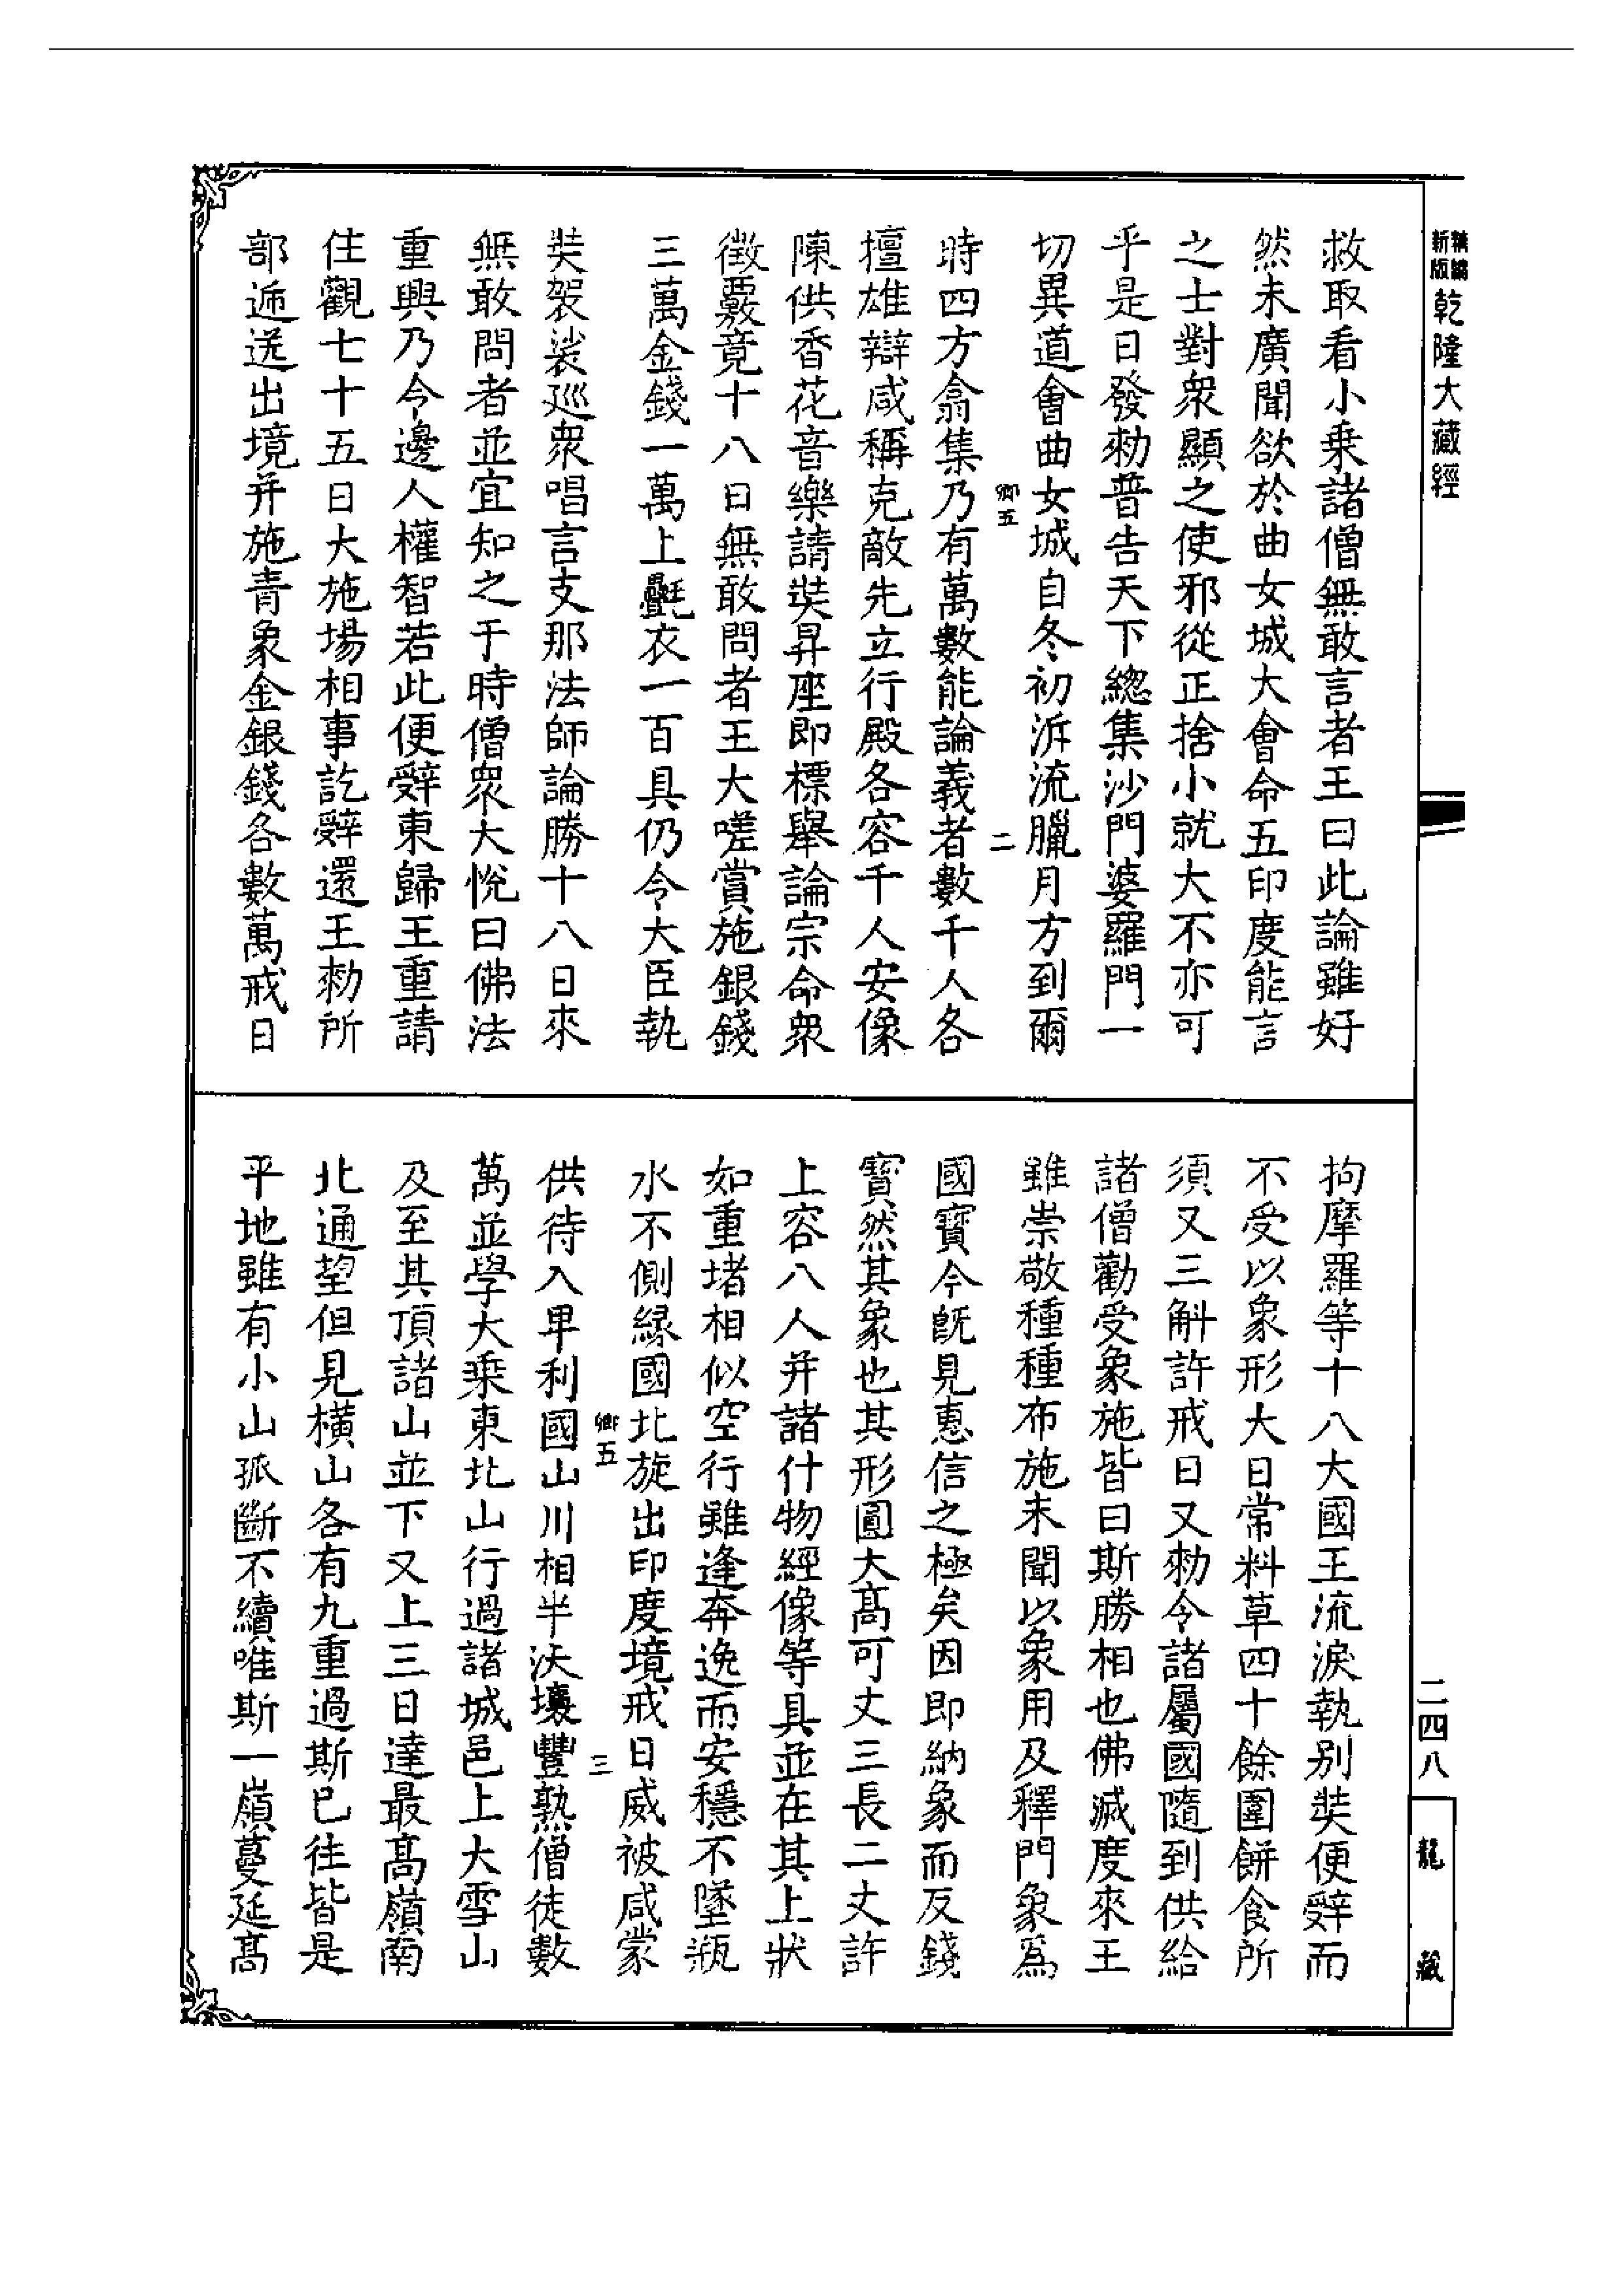 精編
新版
乾隆大藏經
救取看小乗諸僧無敢言者王曰此論雖好
然未廣聞欲於曲女城大會命五印度能言
之士對衆顯之使邪從正捨小就大不亦可
乎是日發勑普告天下總集沙門婆羅門一
切異道會曲女城自冬初泝流臘月方到爾
卿五
二
時四方翕集乃有萬數能論義者數千人各
擅雄辯咸稱克敵先立行殿各容千人安像
陳供香花音樂請奘昇座即標舉論宗命衆
徵覈竟十八日無敢問者王大嗟賞施銀錢
三萬金錢一萬上氎衣一百具仍令大臣執
奘袈裟廵衆唱言支那法師論勝十八日來
無敢問者並宜知之于時僧衆大悅曰佛法
重興乃令邊人權智若此便辝東歸王重請
住觀七十五日大施場相事訖辝還王勑所
部逓送出境并施青象金銀錢各數萬戒日
拘摩羅等十八大國王流淚執別奘便辝而
不受以象形大日常料草四十餘圍餅食所
須又三斛許戒日又勑令諸屬國隨到供給
諸僧勸受象施皆曰斯勝相也佛滅度來王
雖崇敬種種布施未聞以象用及釋門象爲
國寶今既見惠信之極矣因即納象而反錢
寶然其象也其形圓大高可丈三長二丈許
上容八人并諸什物經像等具並在其上狀
如重堵相似空行雖逢奔逸而安穩不墜瓶
水不側緑國北旋出印度境戒日威被咸蒙
卿五
三
供待入畀利國山川相半沃壤豐熟僧徒數
萬並學大乗東北山行過諸城邑上大雪山
及至其頂諸山並下又上三日達最高嶺南
北通望但見橫山各有九重過斯已往皆是
平地雖有小山孤斷不續唯斯一嶺蔓延高
二四八
龍藏